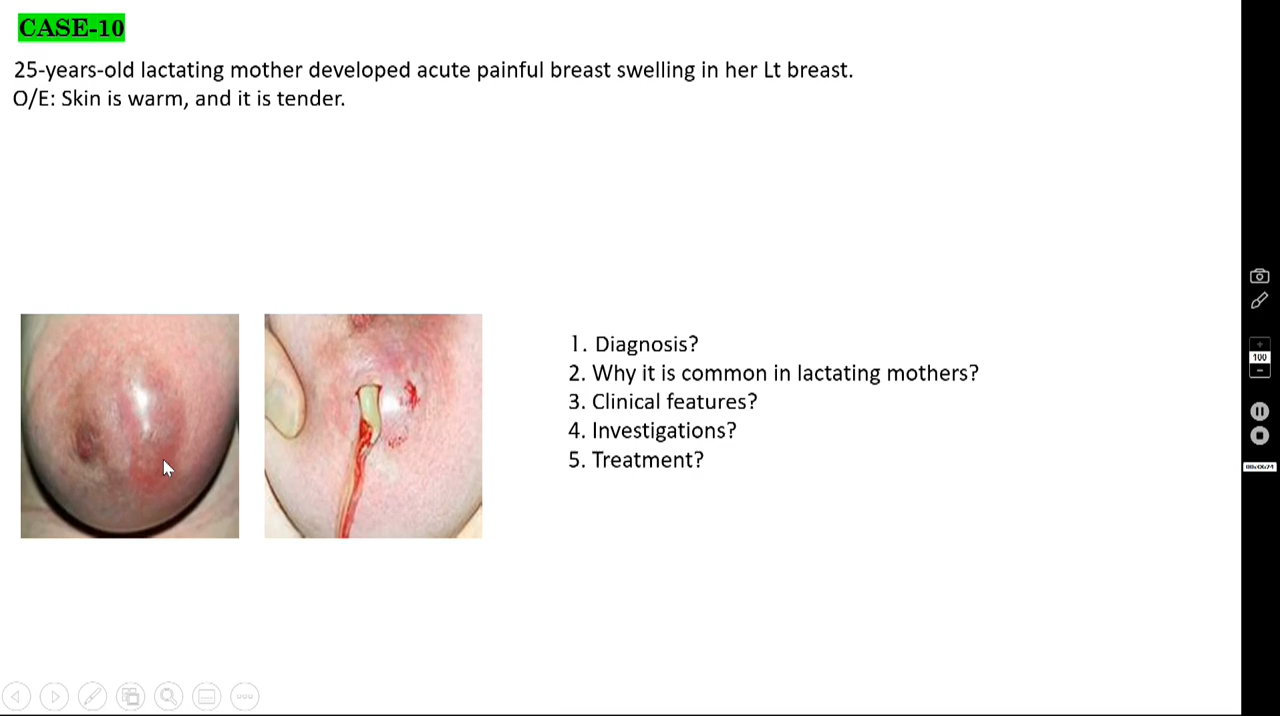 CASE-10
25-years-old lactating mother developed acute painful breast swelling in her Lt breast.
O/E: Skin is warm, and it is tender.
1. Diagnosis?
2. Why it is common in lactating mothers?
3. Clinical features?
4. Investigations?
5. Treatment?
100